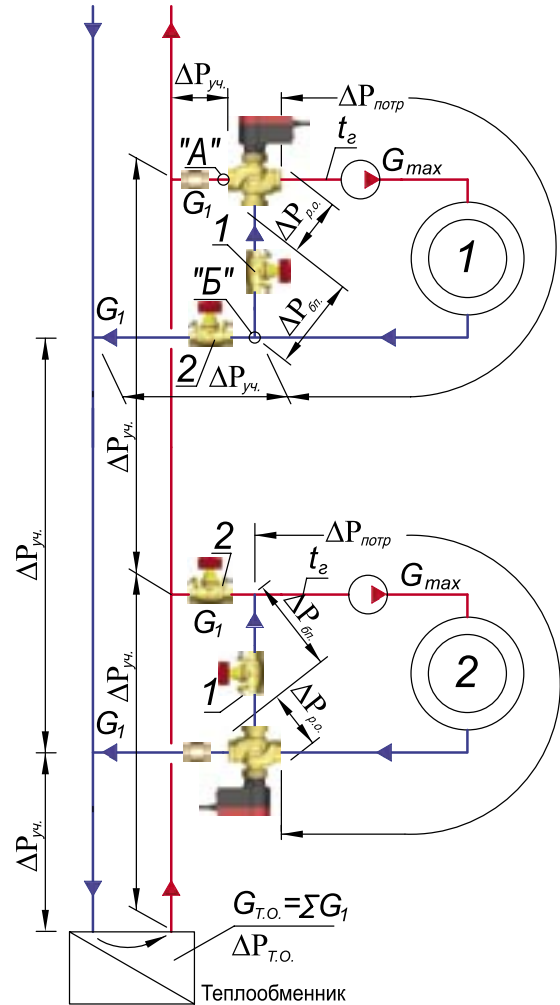 ΔPуч.
ΔPпотр
tг
"А"
Gmax
G1
1
ΔPр.о.
1
"Б"
ΔPбп.
G1
2
ΔPуч.
ΔPуч.
ΔPуч.
2
ΔPпотр
tг
Gmax
G1
ΔPбп.
2
ΔPуч.
1
ΔPр.о.
G1
ΔPуч.
GТ.О.=ΣG1
ΔPТ.О.
Теплообменник